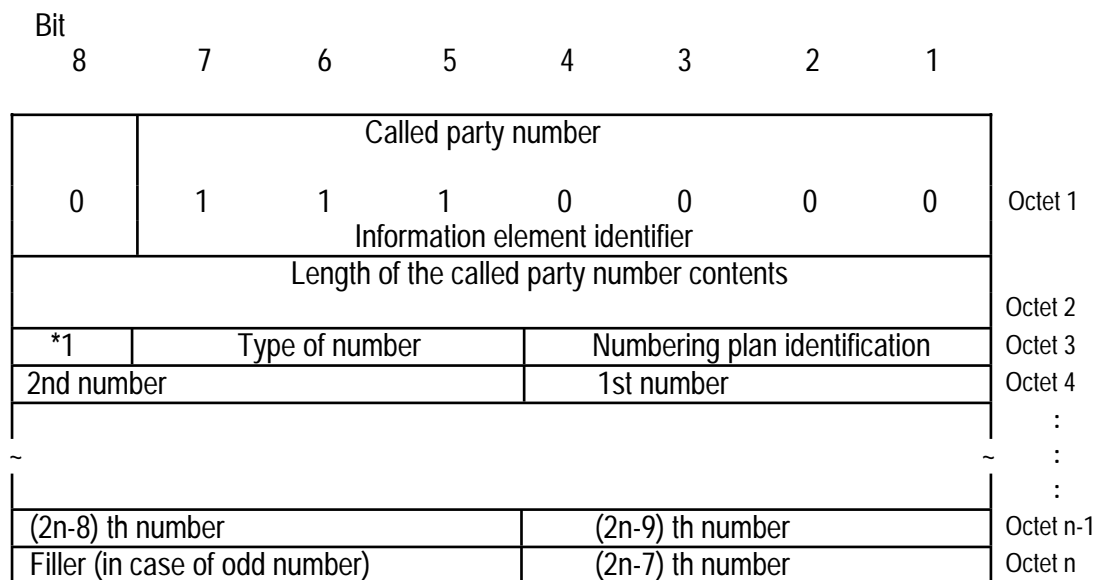 Bit
8 7 6 5 4 3 2 1
Called party number
0 1 1 1 0 0 0 0 Octet 1
Information element identifier
Length of the called party number contents
Octet 2
*1 Type of number Numbering plan identification Octet 3
2nd number 1st number Octet 4
:
~ ~ :
:
(2n-8) th number (2n-9) th number Octet n-1
Filler (in case of odd number) (2n-7) th number Octet n